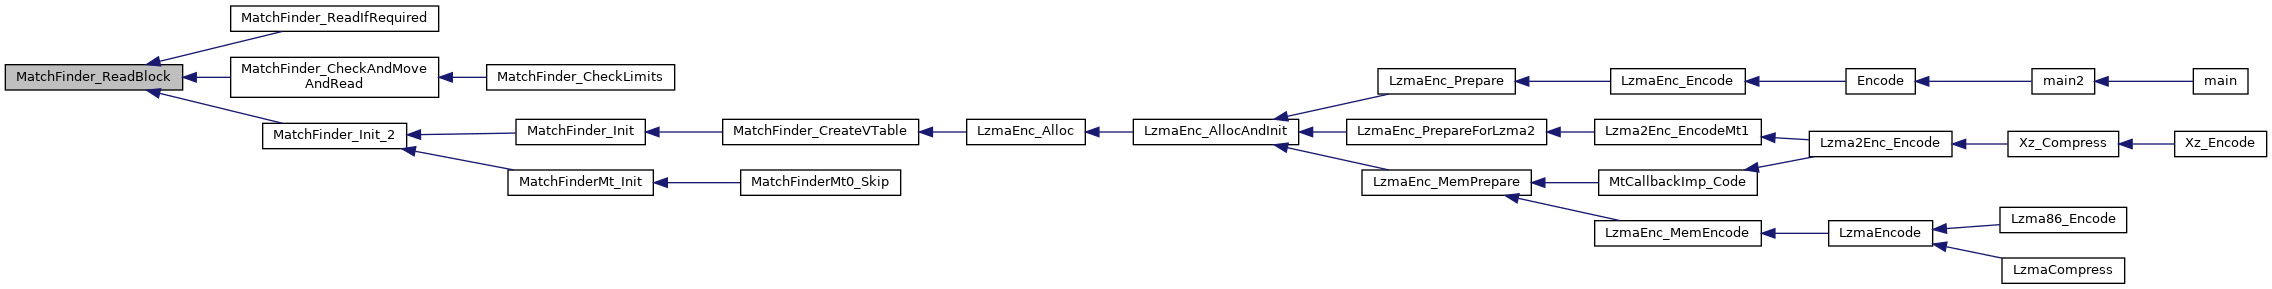 MatchFinder_ReadBlock
MatchFinder_ReadIfRequired
MatchFinder_CheckAndMove
AndRead
MatchFinder_CheckLimits
MatchFinder_Init_2
MatchFinder_Init
MatchFinder_CreateVTable
LzmaEnc_Alloc
LzmaEnc_AllocAndInit
LzmaEnc_Prepare
LzmaEnc_Encode
Encode
main2
main
LzmaEnc_PrepareForLzma2
Lzma2Enc_EncodeMt1
Lzma2Enc_Encode
Xz_Compress
Xz_Encode
LzmaEnc_MemPrepare
MtCallbackImp_Code
LzmaEnc_MemEncode
LzmaEncode
Lzma86_Encode
LzmaCompress
MatchFinderMt_Init
MatchFinderMt0_Skip